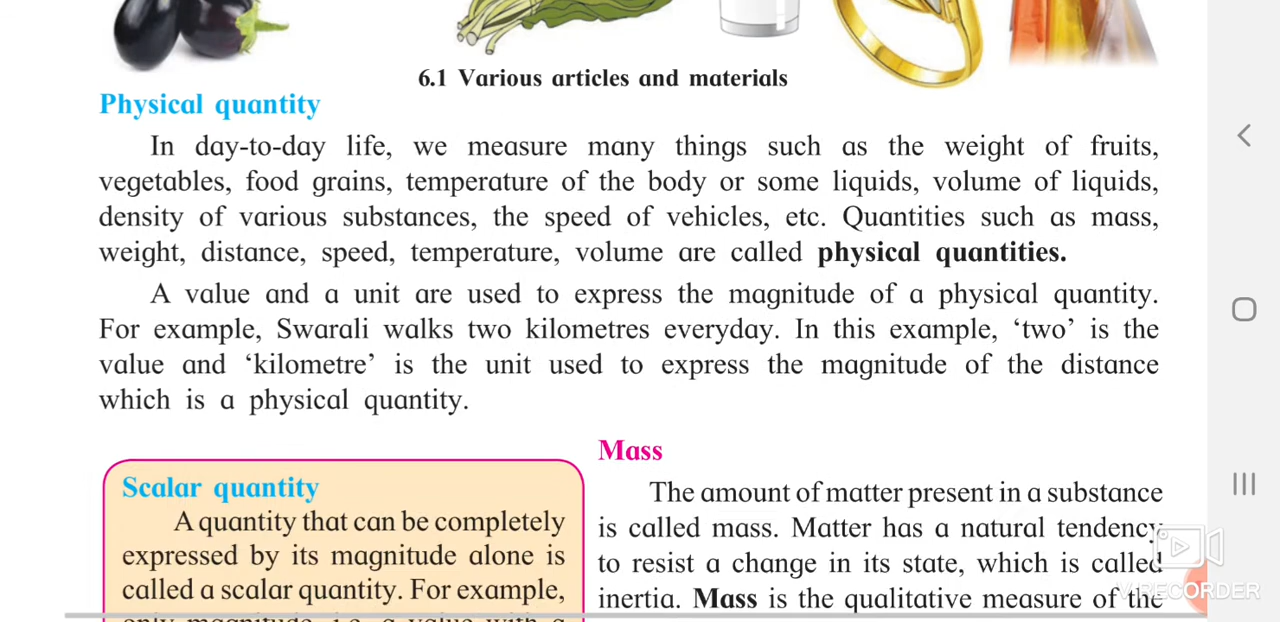 6.1 Various articles and materials
Physical quantity
In day-to-day life, we measure many things such as the weight of fruits,
vegetables, food grains, temperature of the body or some liquids, volume of liquids,
density of various substances, the speed of vehicles, etc. Quantities such as mass,
weight, distance, speed, temperature, volume are called physical quantities.
A value and a unit are used to express the magnitude of a physical quantity.
For example, Swarali walks two kilometres everyday. In this example, ‘two’ is the
value and ‘kilometre’ is the unit used to express the magnitude of the distance
which is a physical quantity.
Scalar quantity
A quantity that can be completely
expressed by its magnitude alone is
called a scalar quantity. For example,
only magnitude, i.e. a value with a
Mass
The amount of matter present in a substance
is called mass. Matter has a natural tendency
to resist a change in its state, which is called
inertia. Mass is the qualitative measure of the
V RECORDER